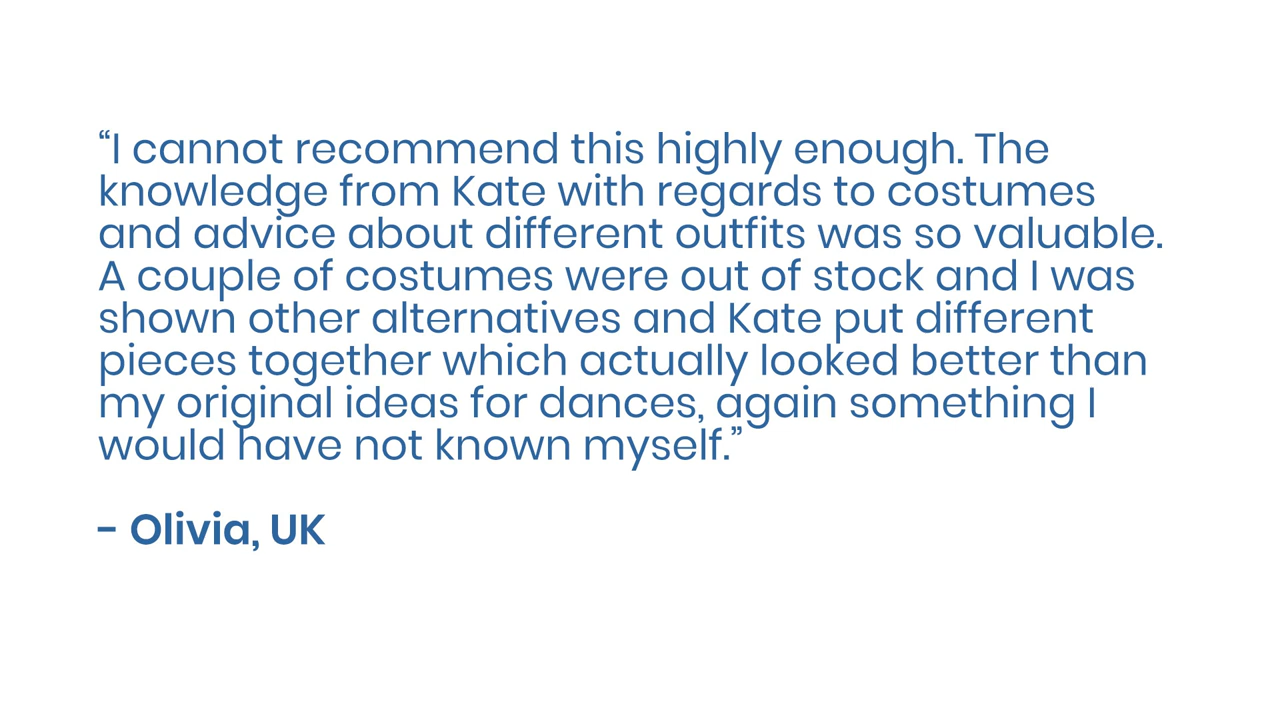 “I cannot recommend this highly enough. The
knowledge from Kate with regards to costumes
and advice about different outfits was so valuable.
A couple of costumes were out of stock and I was
shown other alternatives and Kate put different
pieces together which actually looked better than
my original ideas for dances, again something I
would have not known myself.”
– Olivia, UK